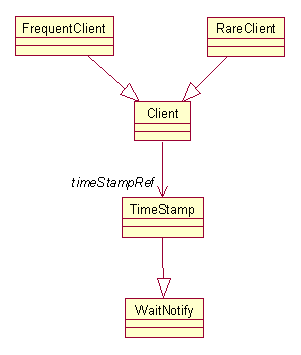 FrequentClient
RareClient
Client
timeStampRef
TimeStamp
WaitNotify